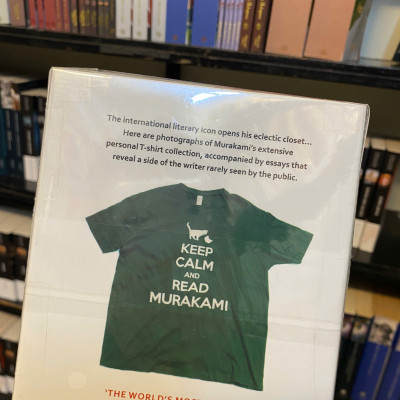 The international literary icon opens his eclectic closet...
Here are photographs of Murakami's extensive
personal T-shirt collection, accompanied by essays that
reveal a side of the writer rarely seen by the public.
KEEP
CALM
AND
READ
MURAKAMI
'THE WORLD'S